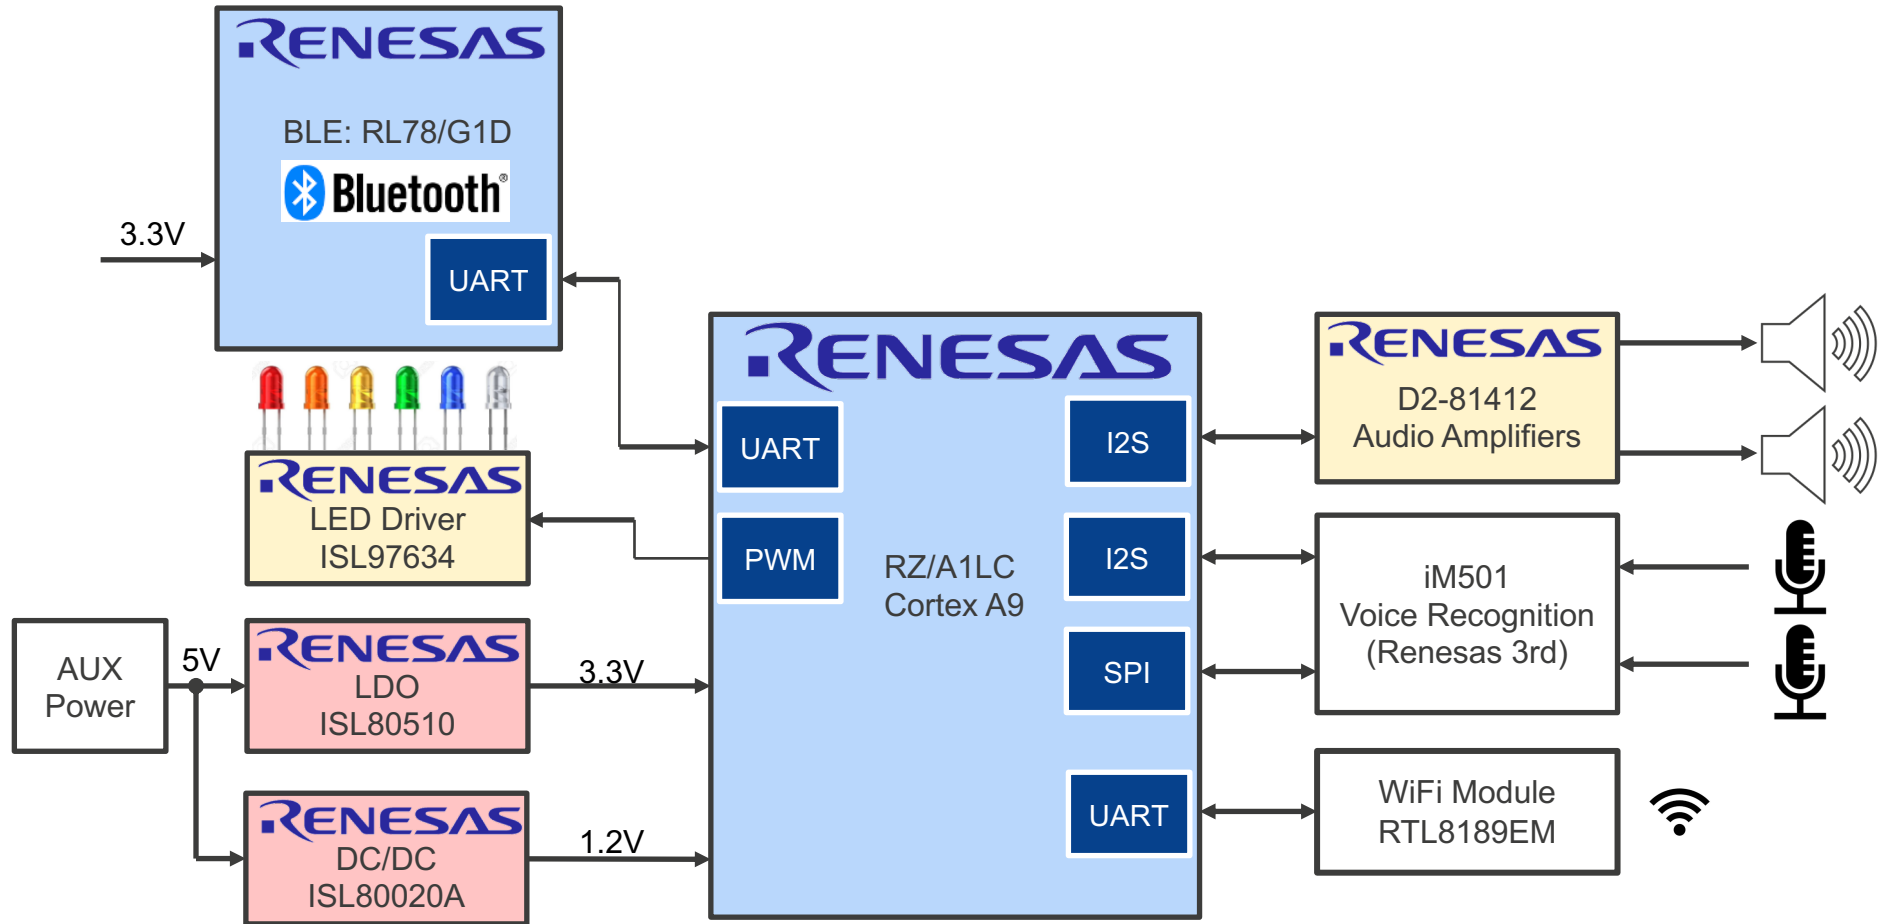 RENESAS
BLE: RL78/G1D
Bluetooth®
3.3V
UART
RENESAS
LED Driver
ISL97634
AUX
Power
5V
RENESAS
LDO
ISL80510
3.3V
RENESAS
DC/DC
ISL80020A
1.2V
RENESAS
UART
PWM
RZ/A1LC
Cortex A9
I2S
I2S
SPI
UART
RENESAS
D2-81412
Audio Amplifiers
iM501
Voice Recognition
(Renesas 3rd)
WiFi Module
RTL8189EM